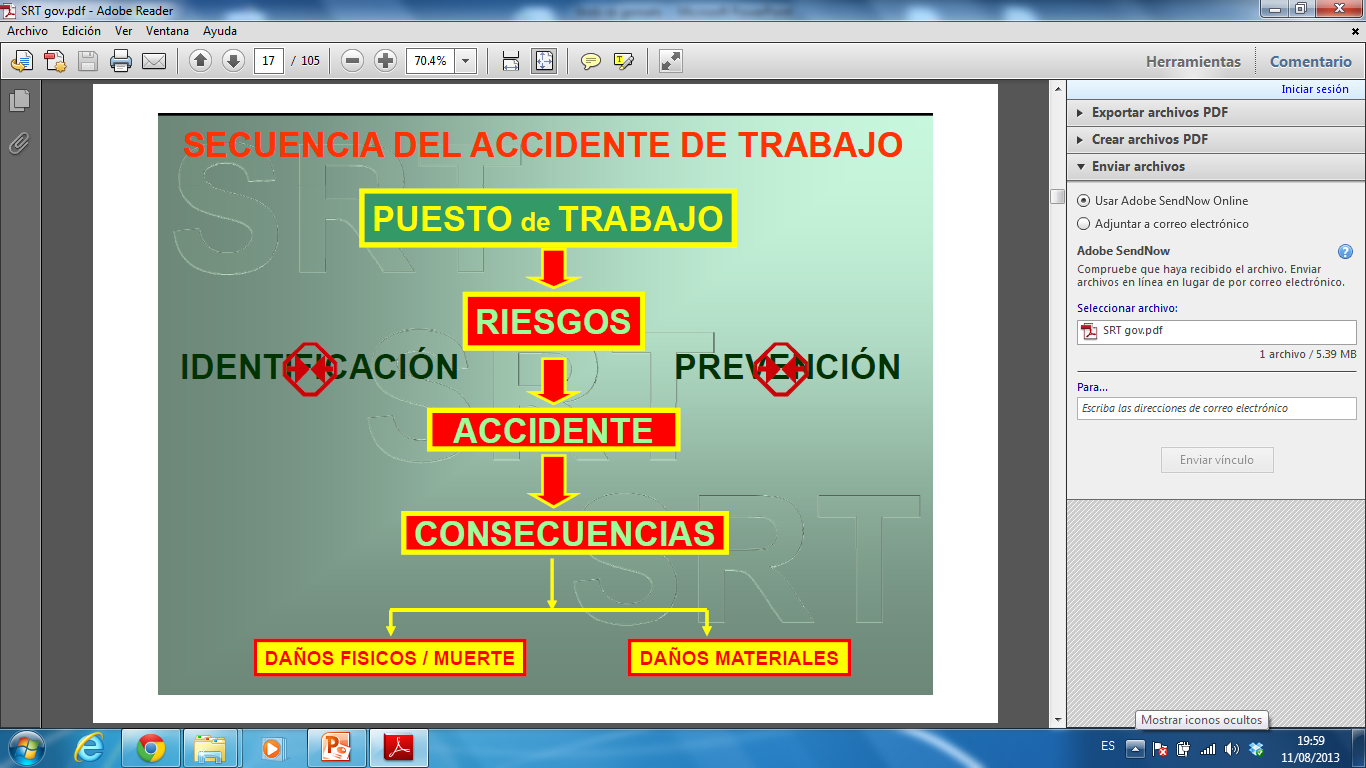 SRT gov.pdf - Adobe Reader
Archivo Edición Ver Ventana Ayuda
17 / 105 70.4% Herramientas Comentario
Iniciar sesión
Exportar archivos PDF
Crear archivos PDF
Enviar archivos
Usar Adobe SendNow Online
Adjuntar a correo electrónico
Adobe SendNow
Compruebe que haya recibido el archivo. Enviar
archivos en línea en lugar de por correo electrónico.
Seleccionar archivo:
SRT gov.pdf
1 archivo / 5.39 MB
Para...
Escriba las direcciones de correo electrónico
Enviar vínculo
SRT
SRT
SRT
SECUENCIA DEL ACCIDENTE DE TRABAJO
PUESTO de TRABAJO
RIESGOS
IDENTIFICACIÓN PREVENCIÓN
ACCIDENTE
CONSECUENCIAS
DAÑOS FISICOS / MUERTE DAÑOS MATERIALES
Mostrar iconos ocultos
ES 19:59
11/08/2013